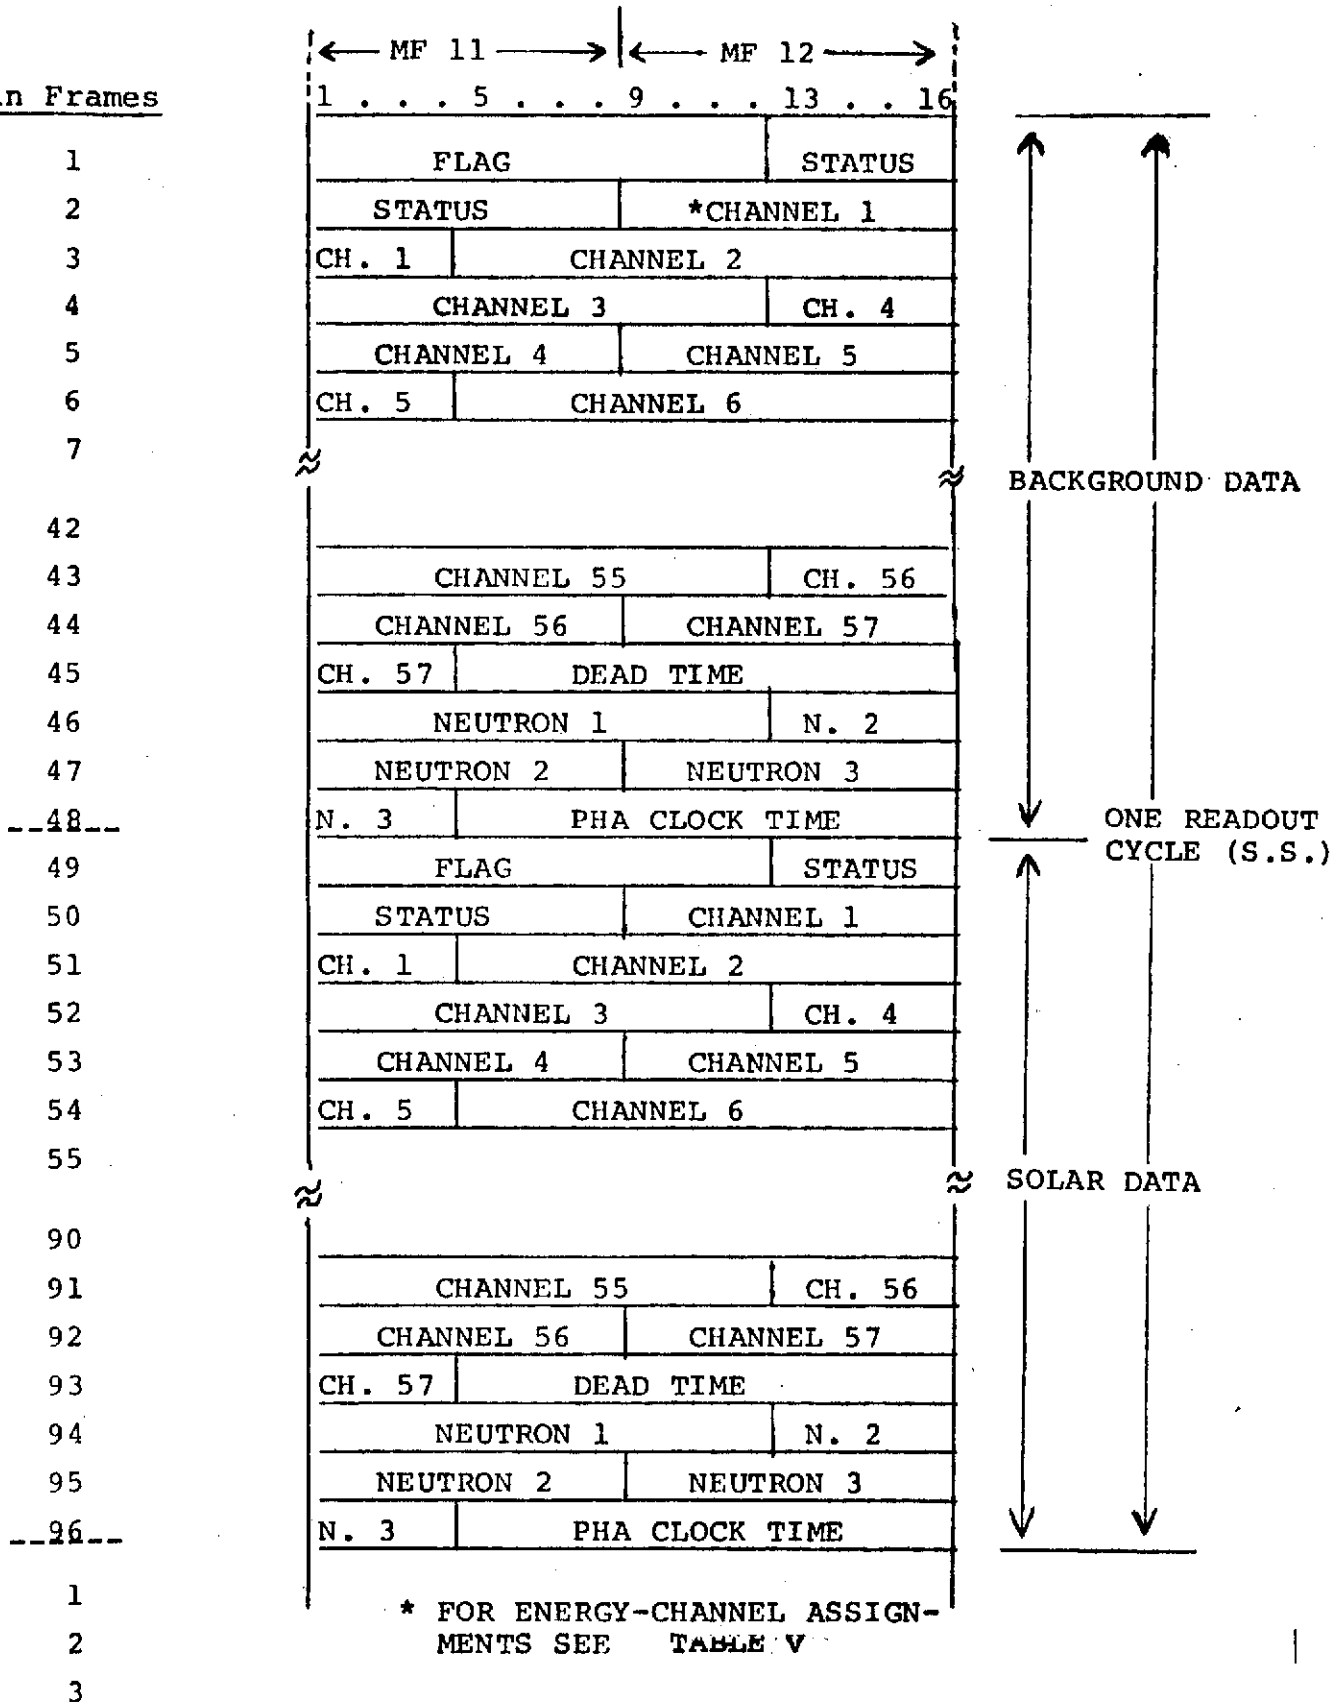 MF 11 MF 12
n Frames 1 . . . 5 . . . 9 . . . 13 . . 16
1 FLAG STATUS
2 STATUS *CHANNEL 1
3 CH. 1 CHANNEL 2
4 CHANNEL 3 CH. 4
5 CHANNEL 4 CHANNEL 5
6 CH. 5 CHANNEL 6
7
BACKGROUND DATA
42
43 CHANNEL 55 CH. 56
44 CHANNEL 56 CHANNEL 57
45 CH. 57 DEAD TIME
46 NEUTRON 1 N. 2
47 NEUTRON 2 NEUTRON 3
48 N. 3 PHA CLOCK TIME ONE READOUT
CYCLE (S.S.)
49 FLAG STATUS
50 STATUS CHANNEL 1
51 CH. 1 CHANNEL 2
52 CHANNEL 3 CH. 4
53 CHANNEL 4 CHANNEL 5
54 CH. 5 CHANNEL 6
55
SOLAR DATA
90
91 CHANNEL 55 CH. 56
92 CHANNEL 56 CHANNEL 57
93 CH. 57 DEAD TIME
94 NEUTRON 1 N. 2
95 NEUTRON 2 NEUTRON 3
96 N. 3 PHA CLOCK TIME
1
* FOR ENERGY-CHANNEL ASSIGN-
2 MENTS SEE TABLE V
3